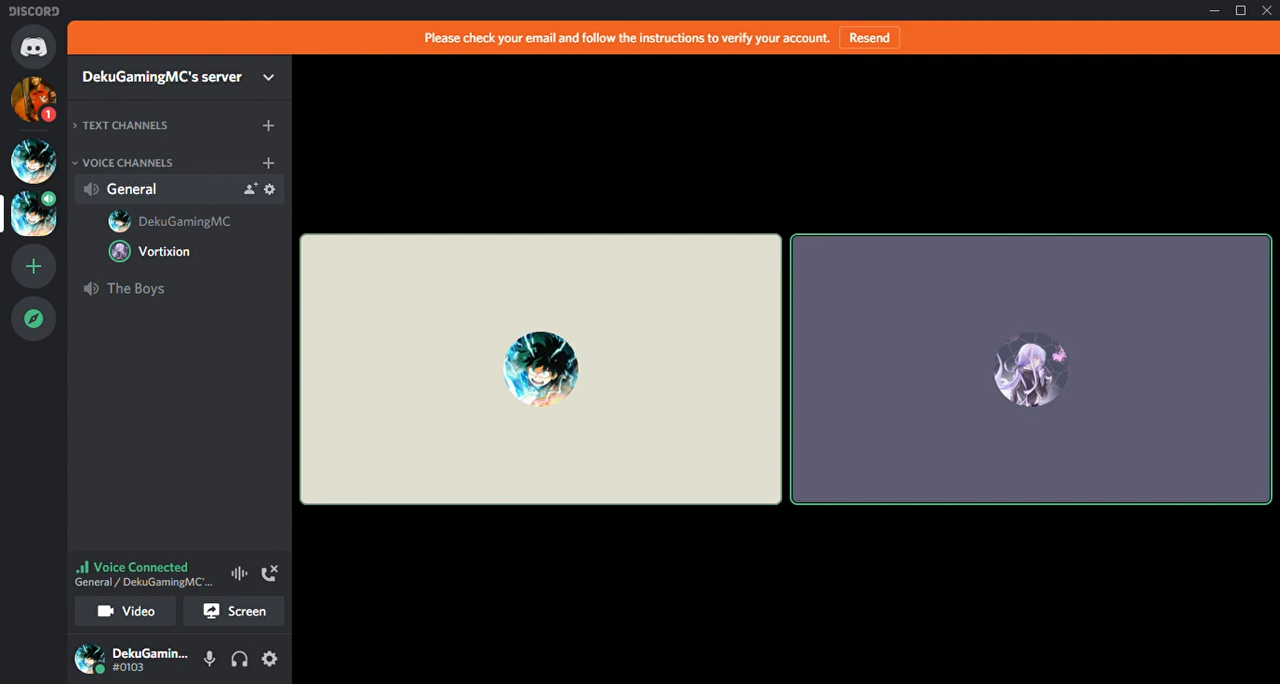 DISCORD
Please check your email and follow the instructions to verify your account. Resend
1
DekuGamingMC's server
TEXT CHANNELS
VOICE CHANNELS
General
DekuGamingMC
Vortixion
The Boys
Voice Connected
General / DekuGamingMC'...
Video Screen
DekuGamin...
#0103